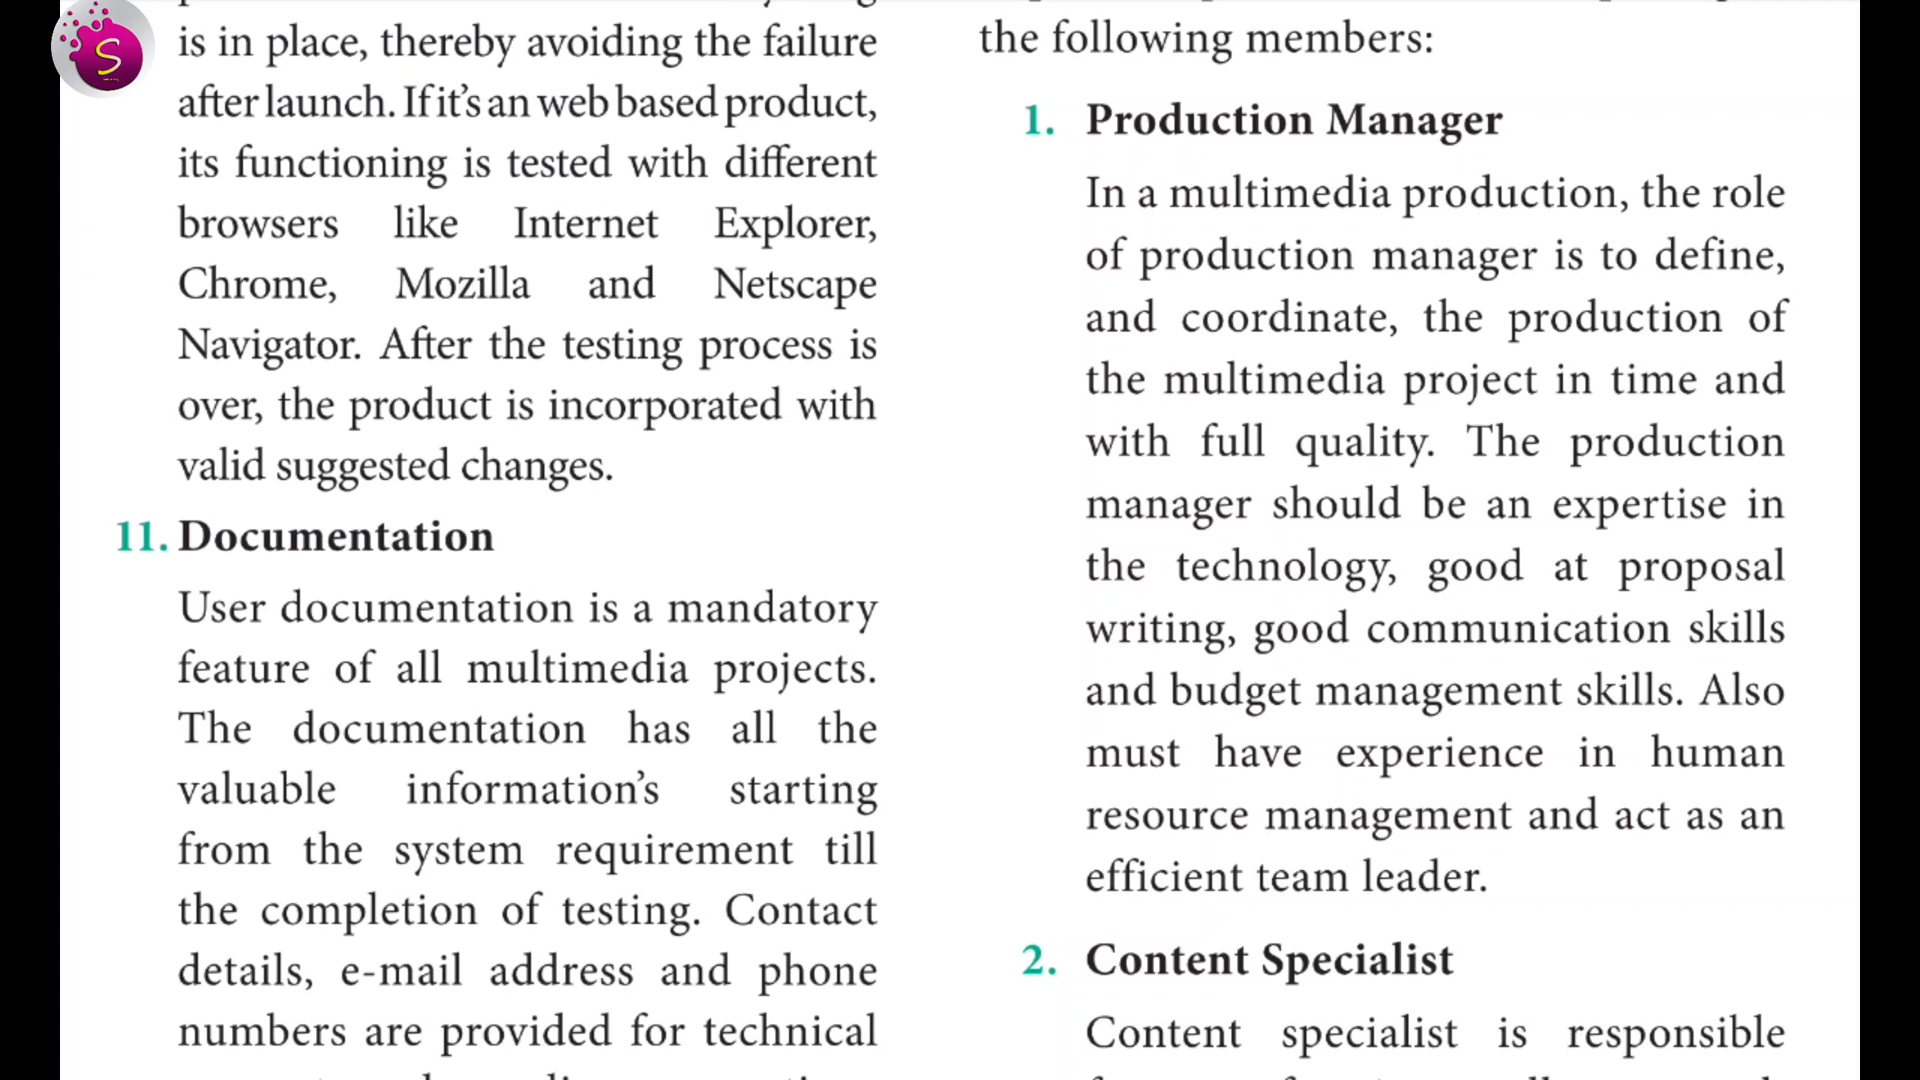 S
is in place, thereby avoiding the failure
after launch. If it's an web based product,
its functioning is tested with different
browsers like Internet Explorer,
Chrome, Mozilla and Netscape
Navigator. After the testing process is
over, the product is incorporated with
valid suggested changes.
11. Documentation
User documentation is a mandatory
feature of all multimedia projects.
The documentation has all the
valuable information's starting
from the system requirement till
the completion of testing. Contact
details, e-mail address and phone
numbers are provided for technical
the following members:
1. Production Manager
In a multimedia production, the role
of production manager is to define,
and coordinate, the production of
the multimedia project in time and
with full quality. The production
manager should be an expertise in
the technology, good at proposal
writing, good communication skills
and budget management skills. Also
must have experience in human
resource management and act as an
efficient team leader.
2. Content Specialist
Content specialist is responsible